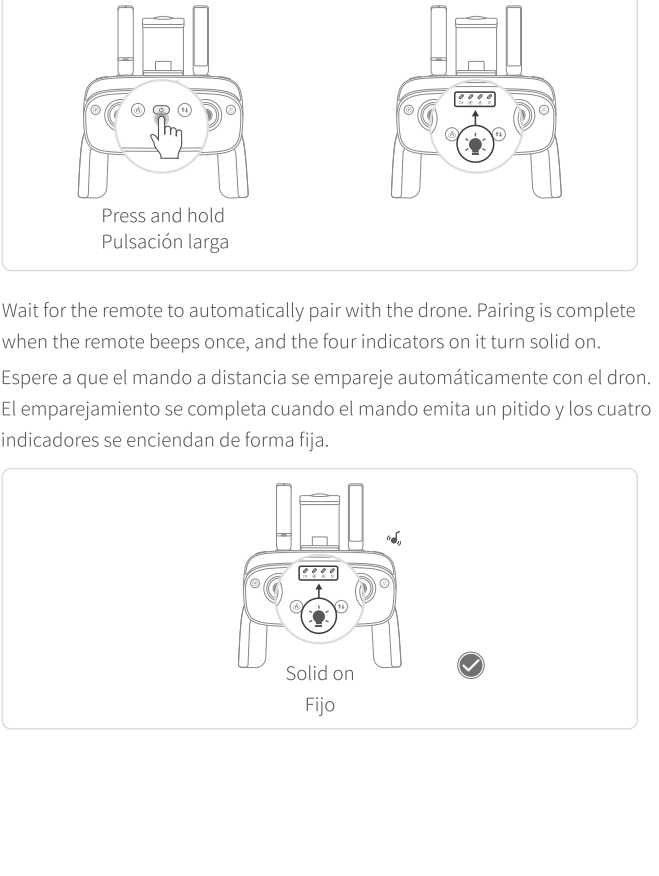 Press and hold
Pulsación larga
Wait for the remote to automatically pair with the drone. Pairing is complete
when the remote beeps once, and the four indicators on it turn solid on.
Espere a que el mando a distancia se empareje automáticamente con el dron.
El emparejamiento se completa cuando el mando emita un pitido y los cuatro
indicadores se enciendan de forma fija.
Solid on
Fijo